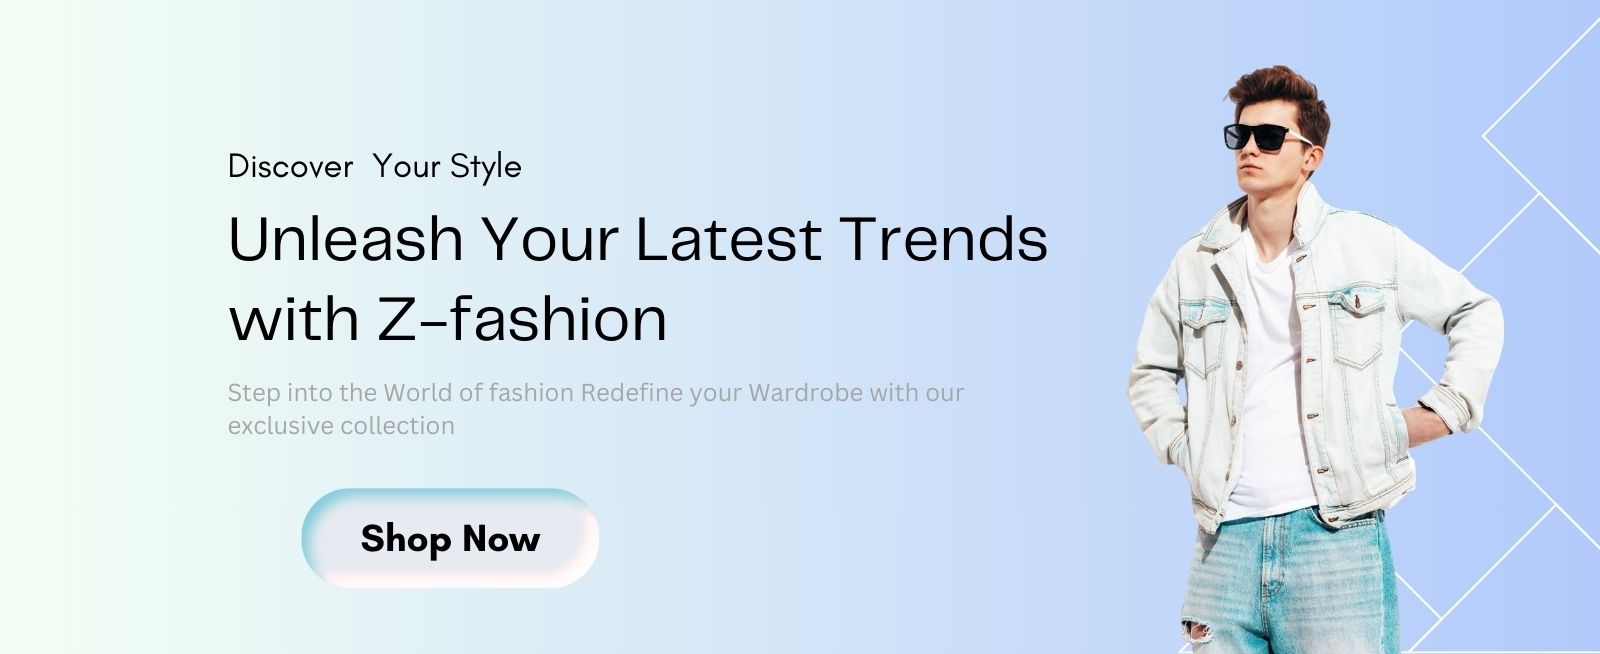 Discover  Your Style
Unleash Your Latest Trends
with Z-fashion
Step into the World of fashion Redefine your Wardrobe with our
exclusive collection
Shop Now